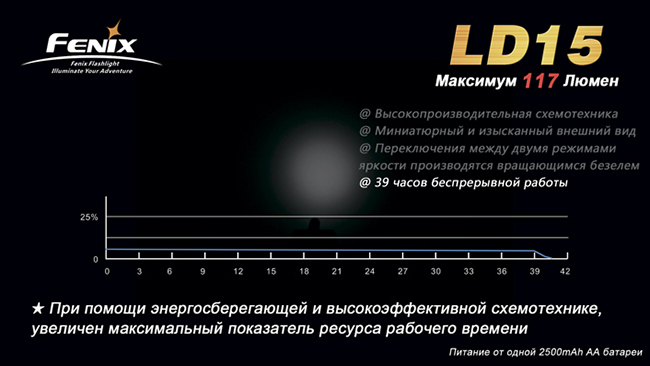 FENIX
Fenix Flashlight
Illuminate Your Adventure
LD15
Максимум 117 Люмен
@ Высокопроизводительная схемотехника
@ Миниатюрный и изысканный внешний вид
@ Переключения между двумя режимами
яркости производятся вращающимся безелем
@ 39 часов беспрерывной работы
25%
0
0 3 6 9 12 15 18 21 24 27 30 33 36 39 42
★ При помощи энергосберегающей и высокоэффективной схемотехнике,
увеличен максимальный показатель ресурса рабочего времени
Питание от одной 2500mAh AA батареи